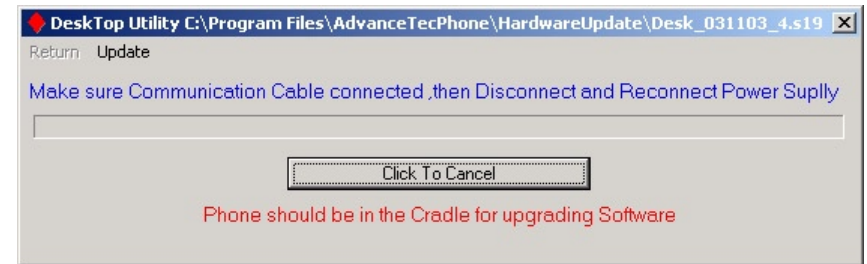 DeskTop Utility C:\Program Files\AdvanceTecPhone\HardwareUpdate\Desk_031103_4.s19
Return Update
Make sure Communication Cable connected ,then Disconnect and Reconnect Power Suplly
Click To Cancel
Phone should be in the Cradle for upgrading Software